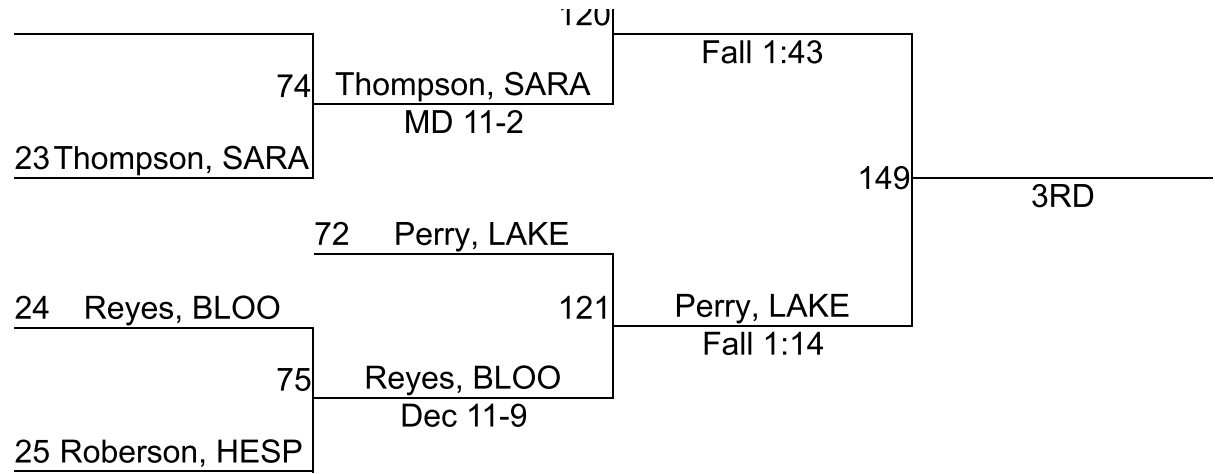 120
Fall 1:43
74 Thompson, SARA
MD 11-2
23 Thompson, SARA
149
3RD
72 Perry, LAKE
24 Reyes, BLOO
121 Perry, LAKE
Fall 1:14
75 Reyes, BLOO
Dec 11-9
25 Roberson, HESP